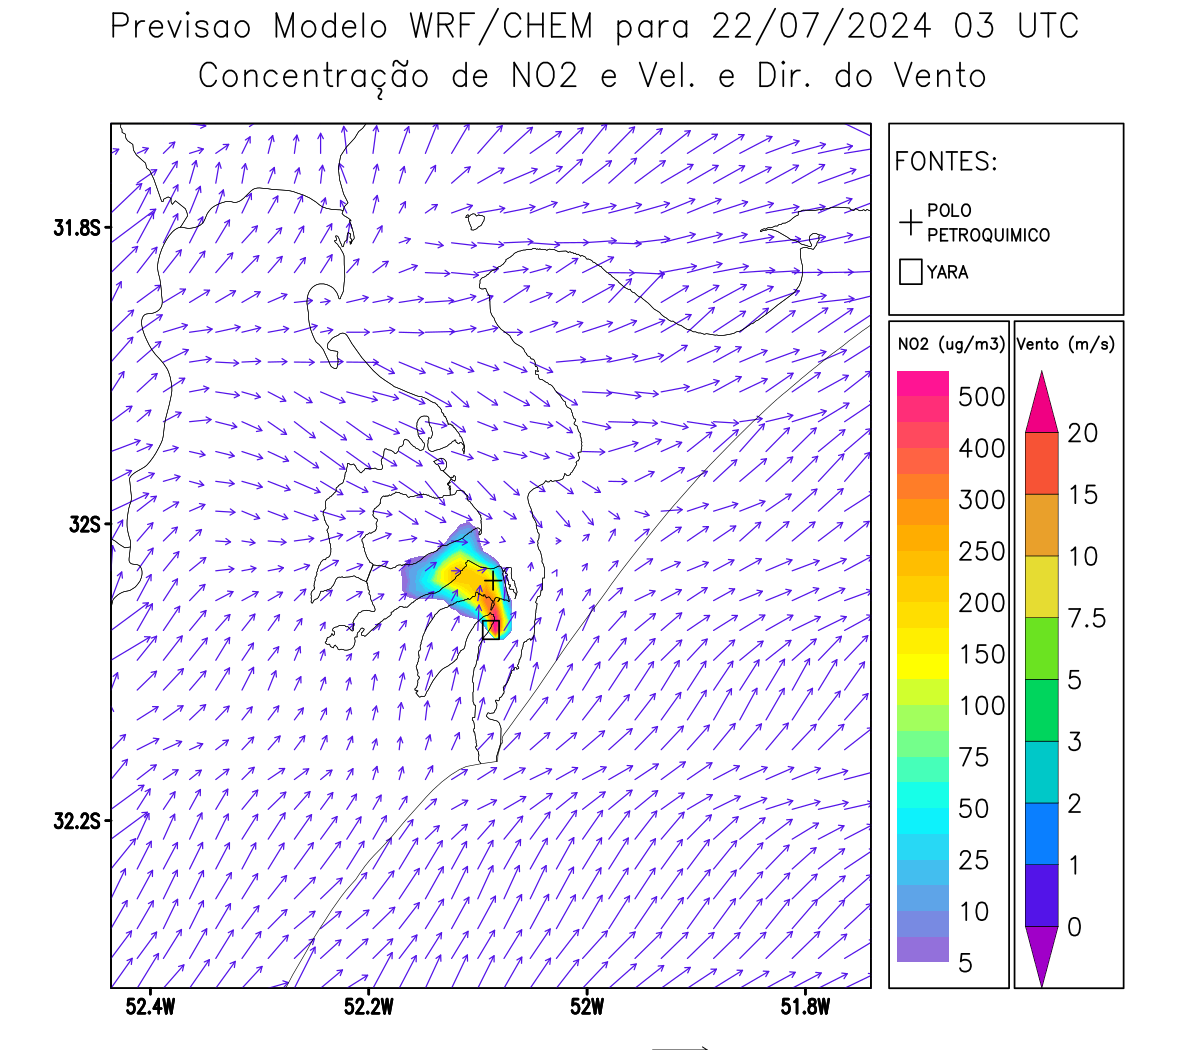 Previsao Modelo WRF/CHEM para 22/07/2024 03 UTC
Concentração de NO2 e Vel. e Dir. do Vento
FONTES:
POLO
PETROQUIMICO
YARA
NO2 (ug/m3)
500
400
300
250
200
150
100
75
50
25
10
5
Vento (m/s)
20
15
10
7.5
5
3
2
1
0
31.8S
32S
32.2S
52.4W
52.2W
52W
51.8W